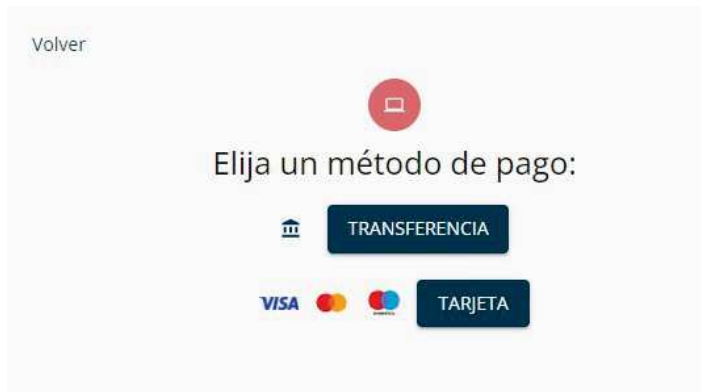 Volver
Elija un método de pago:
TRANSFERENCIA
VISA
TARJETA